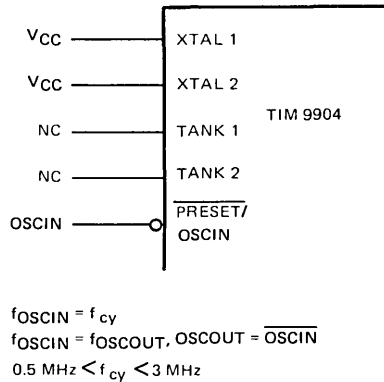 VCC XTAL 1
VCC XTAL 2
TIM 9904
NC TANK 1
NC TANK 2
OSCIN PRESET/
OSCIN
fOSCIN = fcy
fOSCIN = fOSCOUT, OSCOUT = OSCIN
0.5 MHz < fcy < 3 MHz